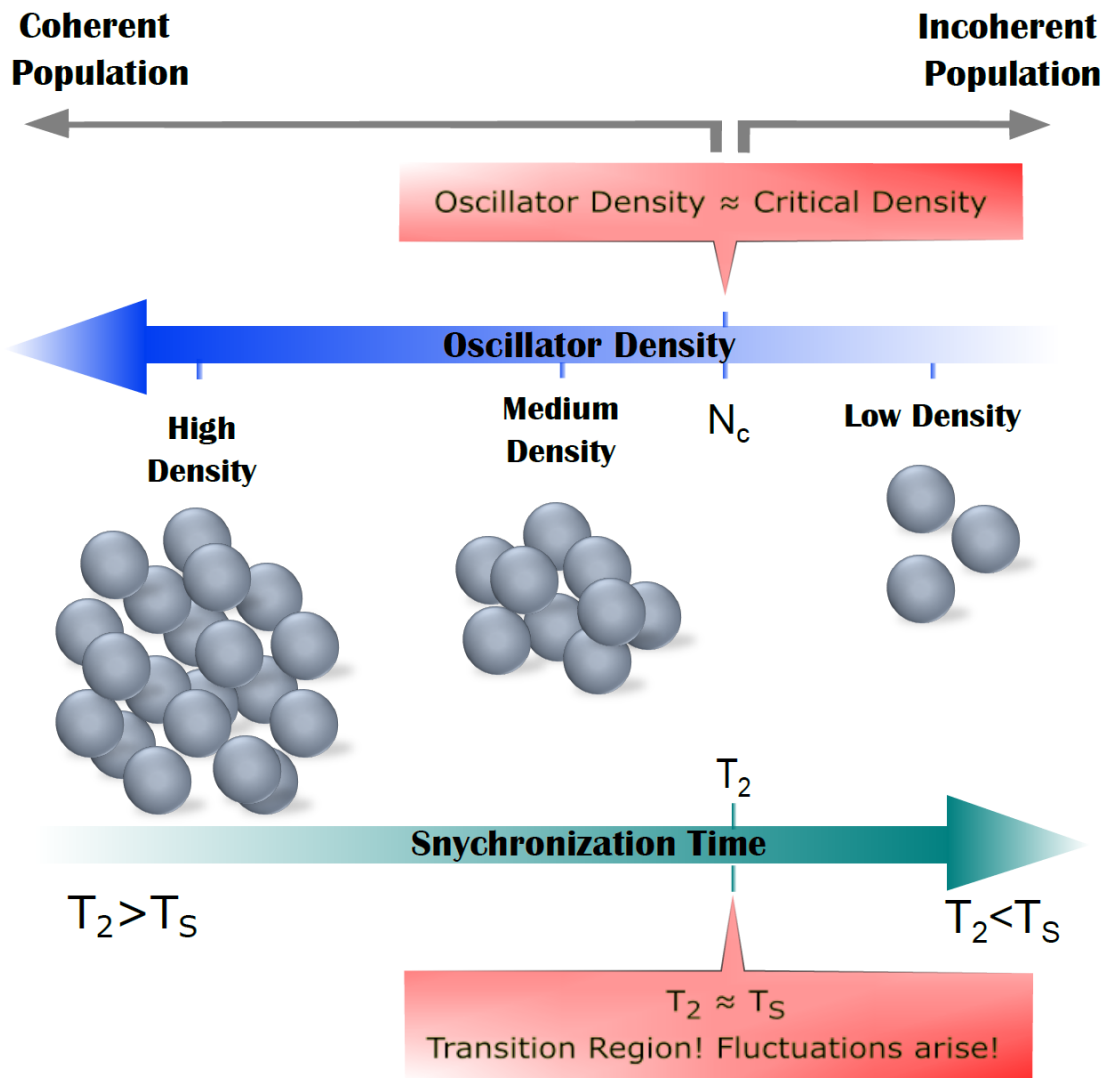 Coherent
Population
Incoherent
Population
Oscillator Density ≈ Critical Density
Oscillator Density
High
Density
Medium
Density
Nc
Low Density
T2
Snychronization Time
T2>TS
T2<TS
T2 ≈ TS
Transition Region! Fluctuations arise!